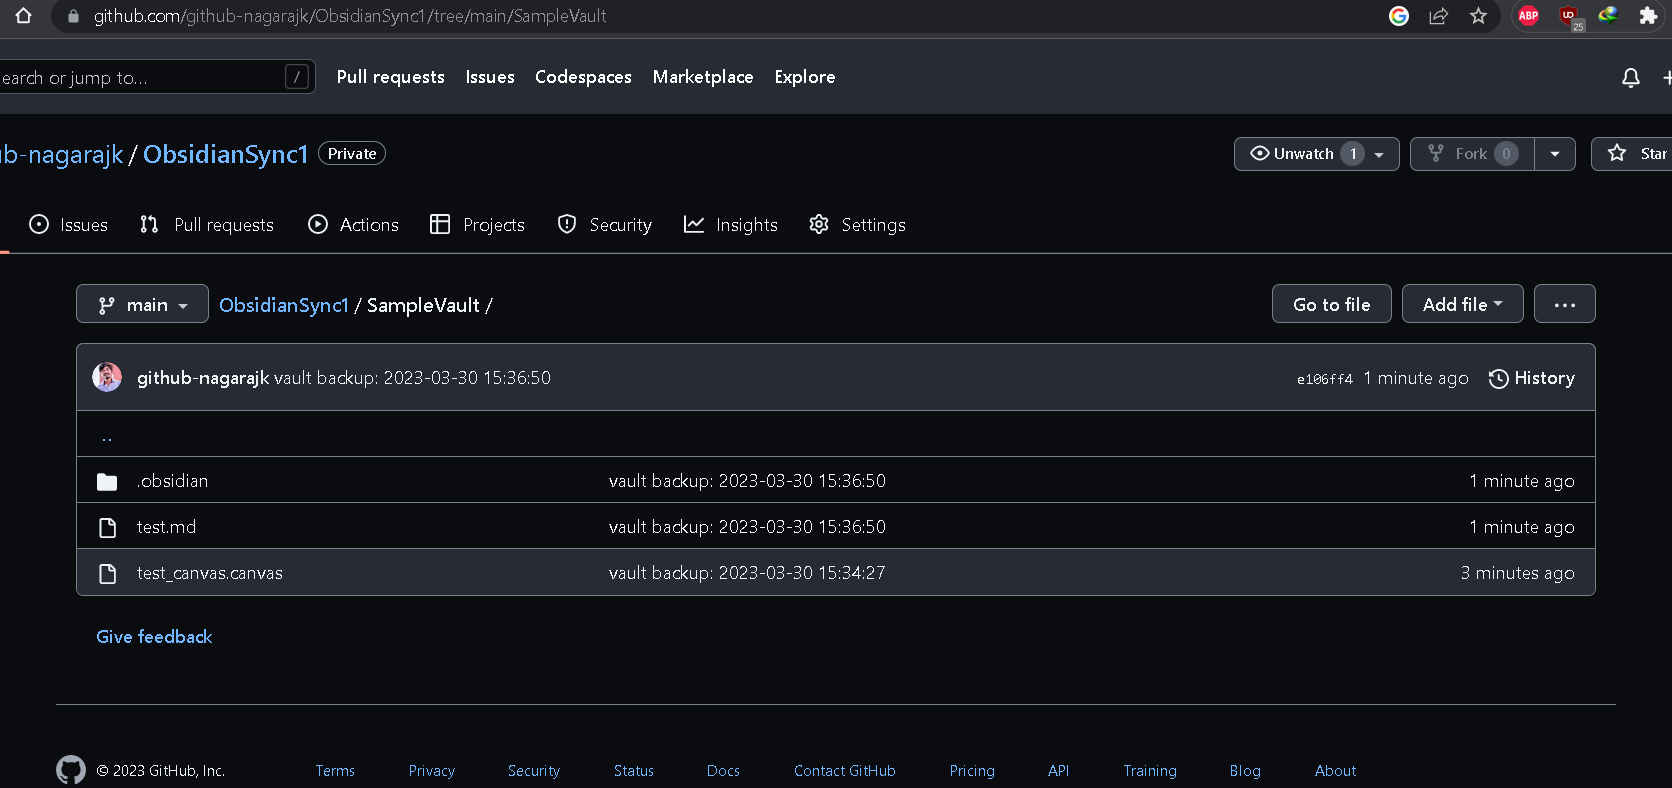 github.com/github-nagarajk/ObsidianSync1/tree/main/SampleVault ABP 25
earch or jump to... / Pull requests Issues Codespaces Marketplace Explore
ub-nagarajk / ObsidianSync1 Private Unwatch 1 Fork 0 Star
Issues Pull requests Actions Projects Security Insights Settings
main ObsidianSync1 / SampleVault / Go to file Add file ...
github-nagarajk vault backup: 2023-03-30 15:36:50 e106ff4 1 minute ago History
..
.obsidian vault backup: 2023-03-30 15:36:50 1 minute ago
test.md vault backup: 2023-03-30 15:36:50 1 minute ago
test_canvas.canvas vault backup: 2023-03-30 15:34:27 3 minutes ago
Give feedback
© 2023 GitHub, Inc. Terms Privacy Security Status Docs Contact GitHub Pricing API Training Blog About